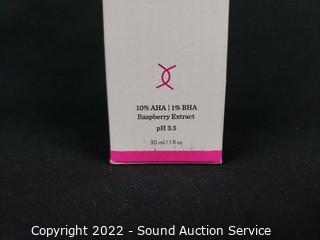 10% AHA | 1% BHA
Raspberry Extract
pH 3.5
30 ml / 1 fl oz
Copyright 2022 - Sound Auction Service